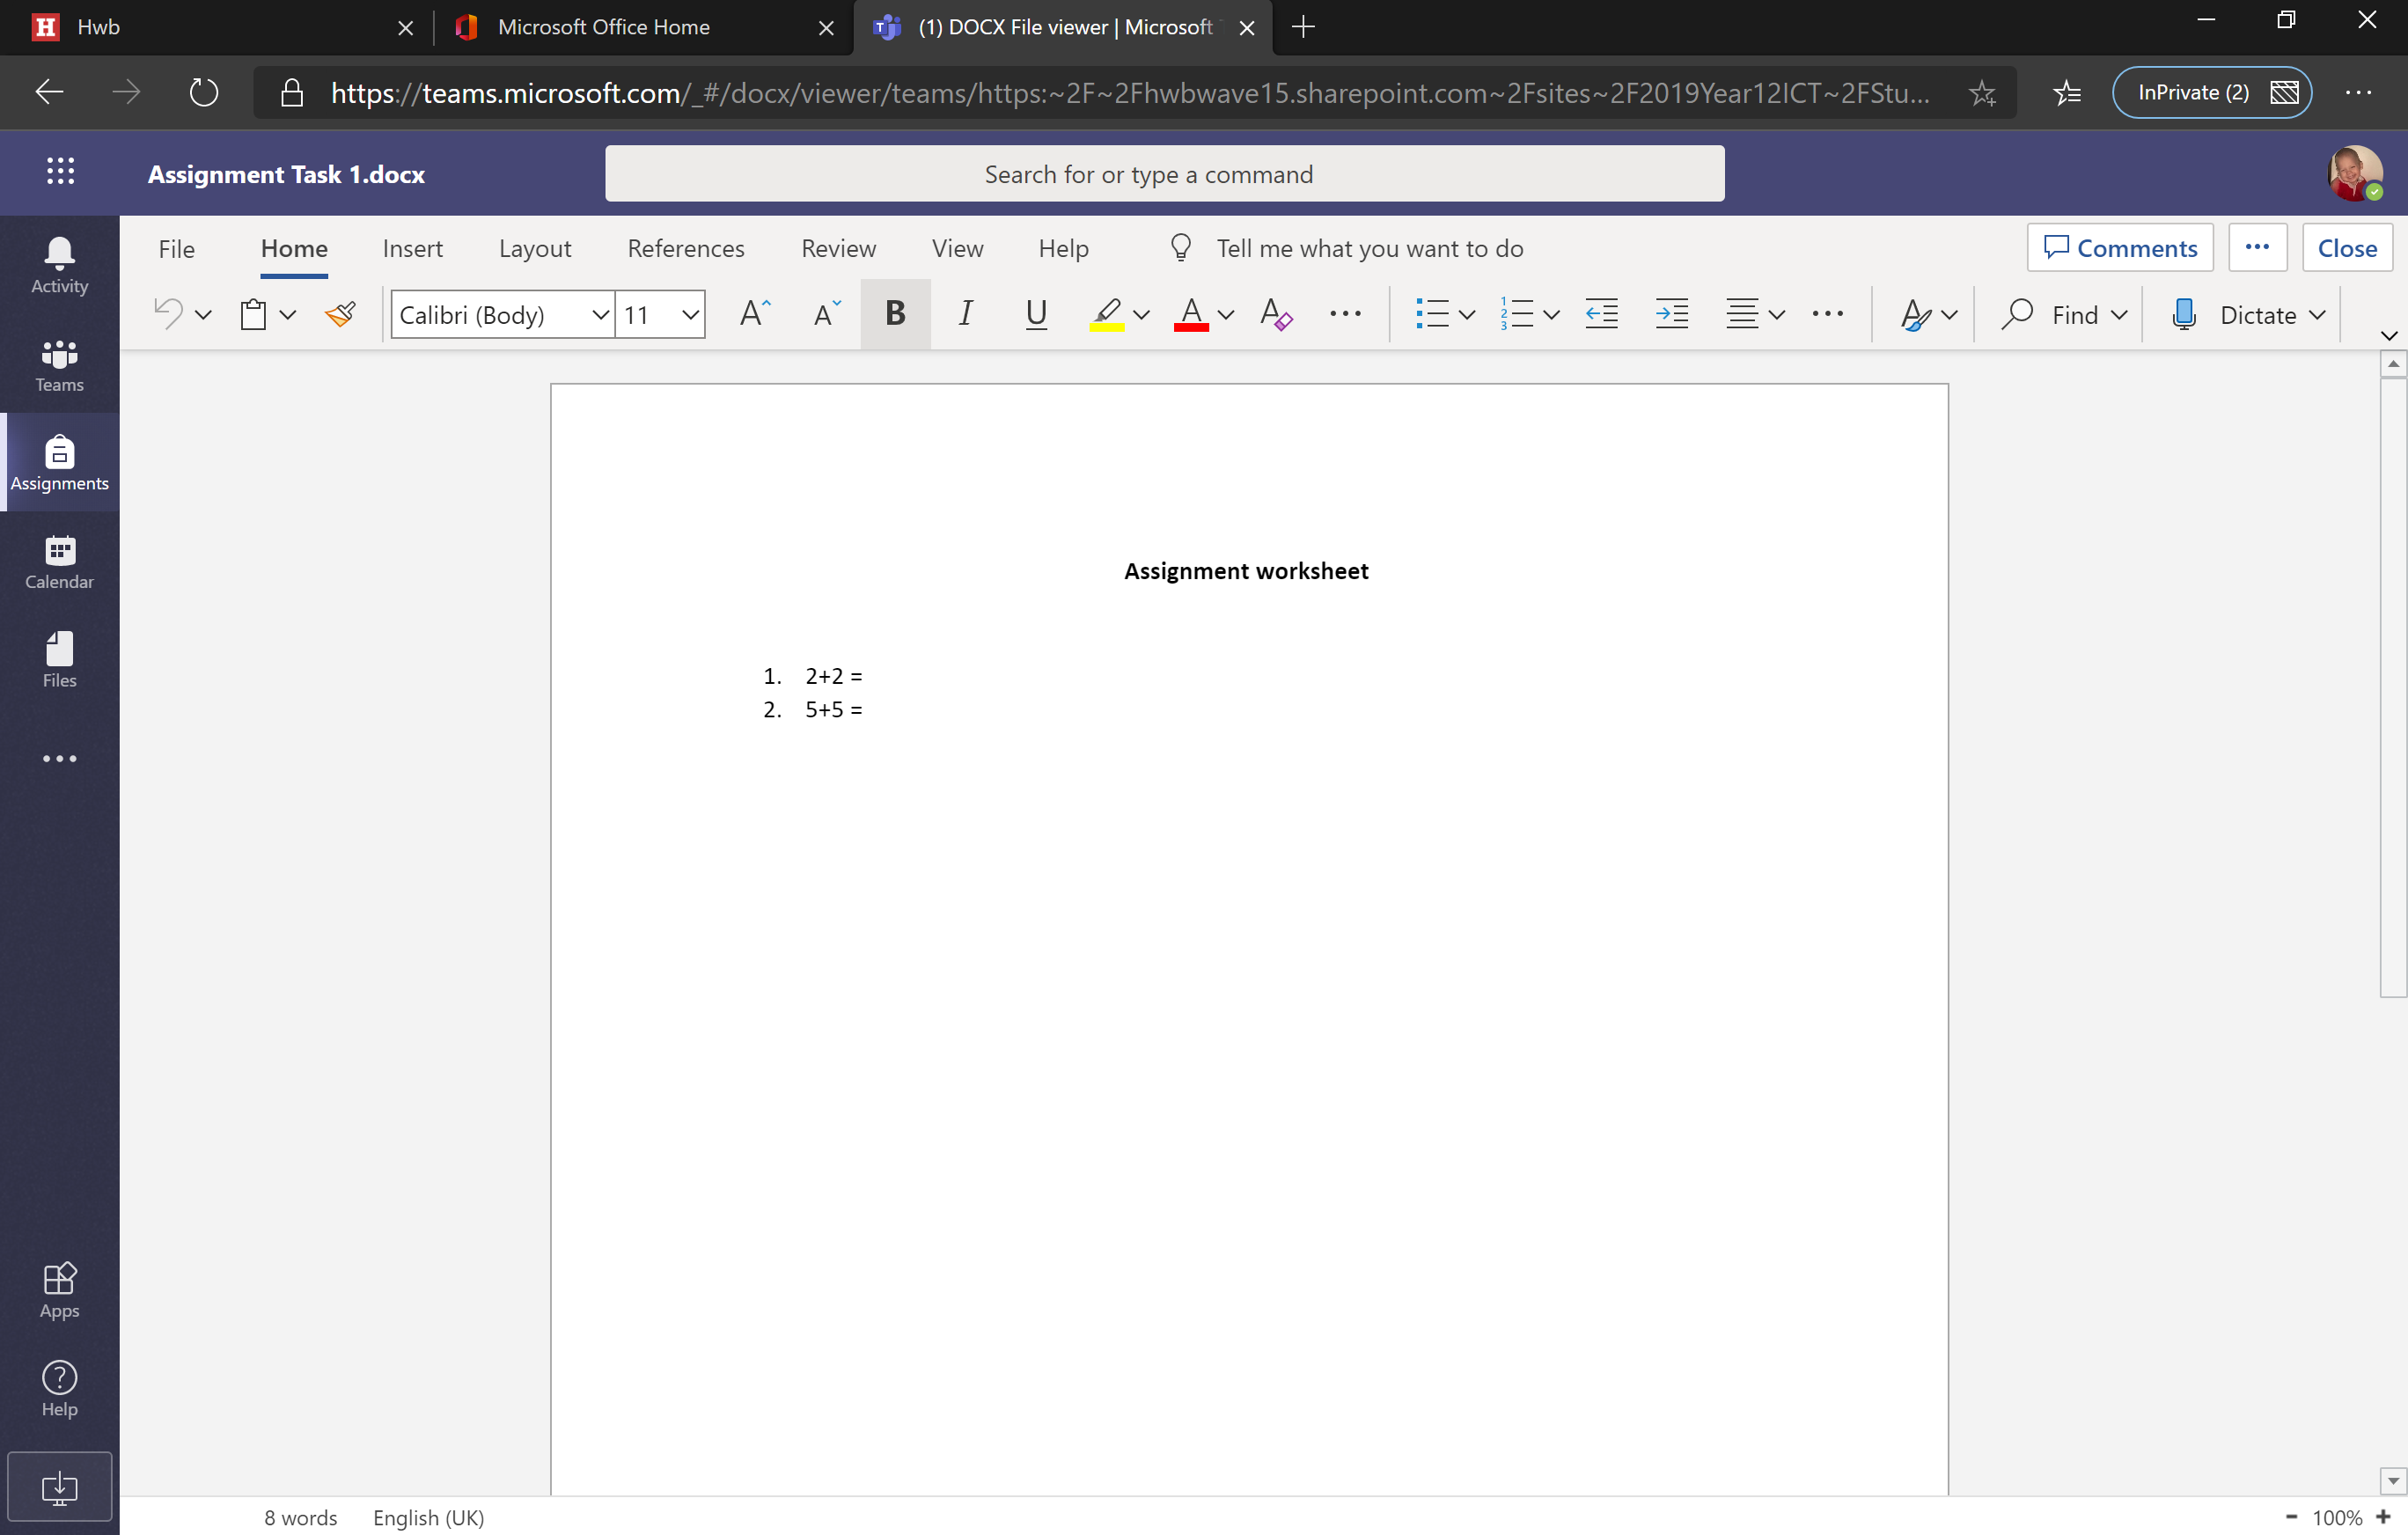 Hwb
Microsoft Office Home
(1) DOCX File viewer | Microsoft
https://teams.microsoft.com/_#/docx/viewer/teams/https:~2F~2Fhwbwave15.sharepoint.com~2Fsites~2F2019Year12ICT~2FStu...
InPrivate (2)
Assignment Task 1.docx
Search for or type a command
File Home Insert Layout References Review View Help Tell me what you want to do
Comments
Close
Calibri (Body) 11
B I U
Find
Dictate
Activity
Teams
Assignments
Calendar
Files
Apps
Help
Assignment worksheet
1. 2+2 =
2. 5+5 =
8 words English (UK)
- 100% +